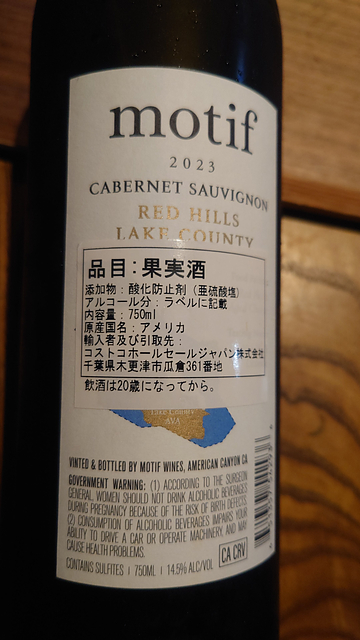 motif
2023
CABERNET SAUVIGNON
RED HILLS
LAKE COUNTY
品目：果実酒
添加物：酸化防止剤（亜硫酸塩）
アルコール分：ラベルに記載
内容量：750ml
原産国名：アメリカ
輸入者及び引取先：
コストコホールセールジャパン株式会社
千葉県木更津市瓜倉361番地
飲酒は20歳になってから。
Lake County
AVA
VINTED & BOTTLED BY MOTIF WINES, AMERICAN CANYON CA
GOVERNMENT WARNING: (1) ACCORDING TO THE SURGEON
GENERAL, WOMEN SHOULD NOT DRINK ALCOHOLIC BEVERAGES
DURING PREGNANCY BECAUSE OF THE RISK OF BIRTH DEFECTS.
(2) CONSUMPTION OF ALCOHOLIC BEVERAGES IMPAIRS YOUR
ABILITY TO DRIVE A CAR OR OPERATE MACHINERY, AND MAY
CAUSE HEALTH PROBLEMS.
CA CRV
CONTAINS SULFITES | 750ML | 14.5% ALC/VOL